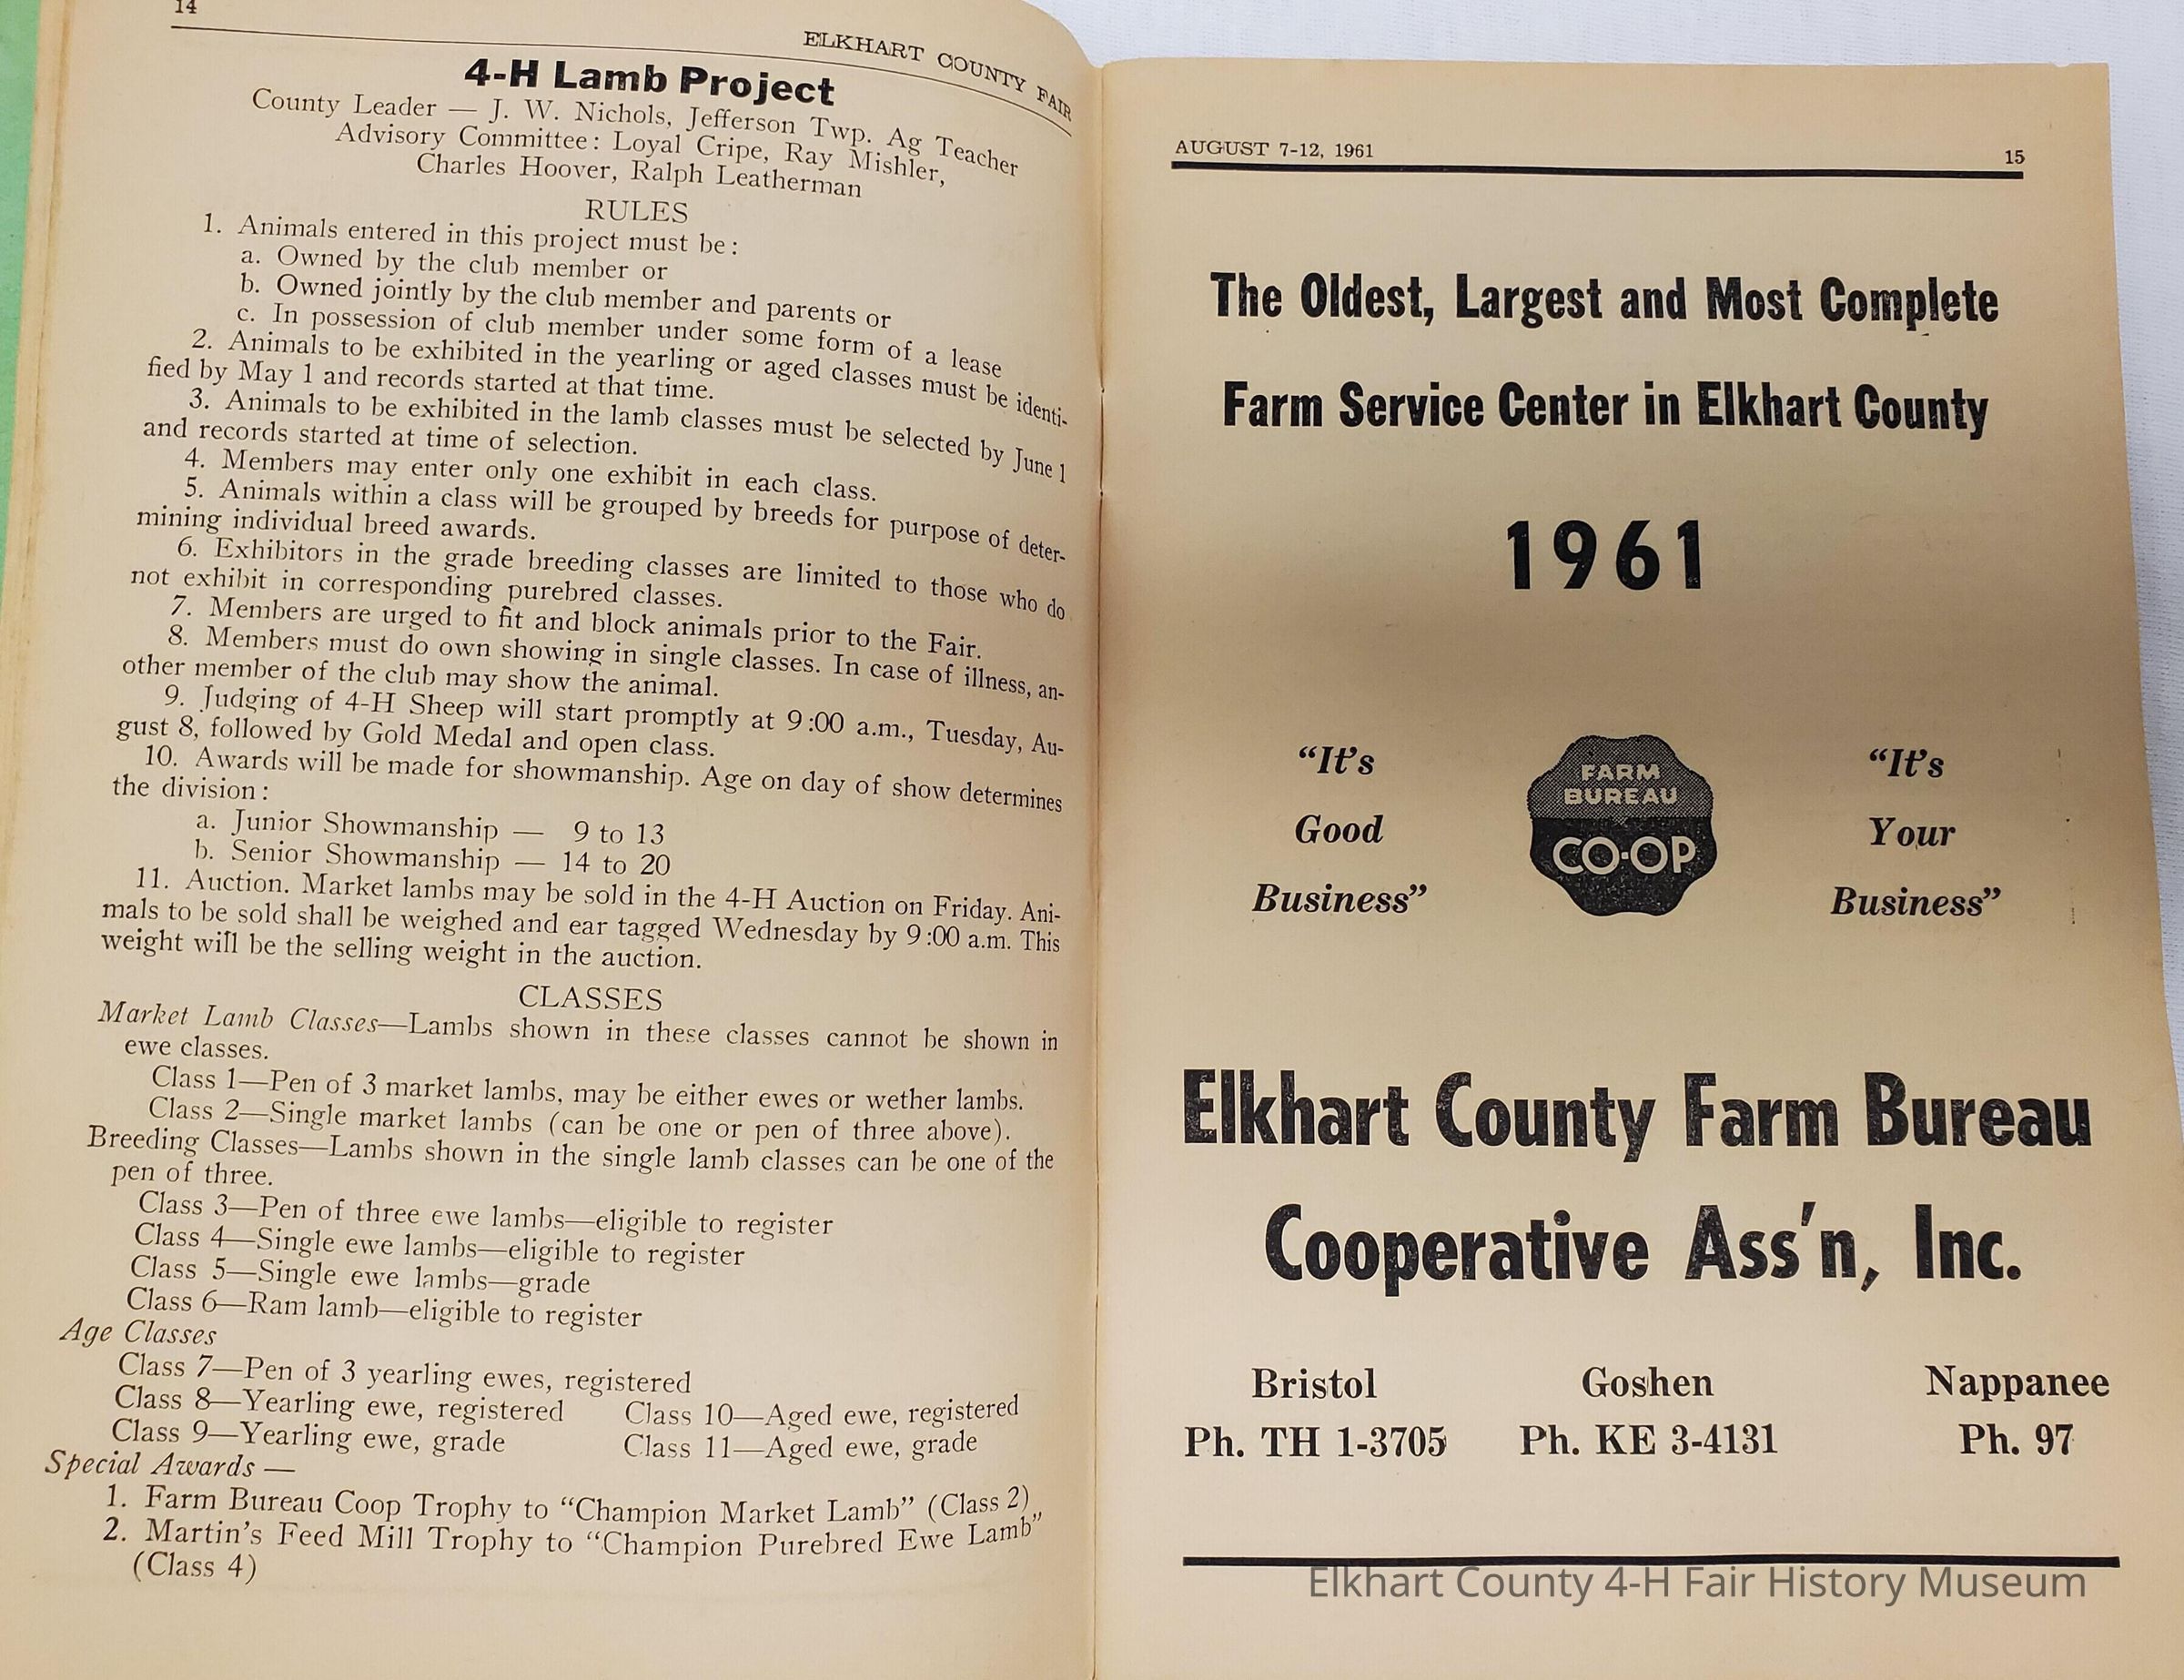 14
ELKHART COUNTY FAIR
4-H Lamb Project
County Leader — J. W. Nichols, Jefferson Twp. Ag Teacher
Advisory Committee: Loyal Cripe, Ray Mishler,
Charles Hoover, Ralph Leatherman
RULES
1. Animals entered in this project must be:
a. Owned by the club member or
b. Owned jointly by the club member and parents or
c. In possession of club member under some form of a lease
2. Animals to be exhibited in the yearling or aged classes must be identi-
fied by May 1 and records started at that time.
3. Animals to be exhibited in the lamb classes must be selected by June 1
and records started at time of selection.
4. Members may enter only one exhibit in each class.
5. Animals within a class will be grouped by breeds for purpose of deter-
mining individual breed awards.
6. Exhibitors in the grade breeding classes are limited to those who do
not exhibit in corresponding purebred classes.
7. Members are urged to fit and block animals prior to the Fair.
8. Members must do own showing in single classes. In case of illness, an-
other member of the club may show the animal.
9. Judging of 4-H Sheep will start promptly at 9:00 a.m., Tuesday, Au-
gust 8, followed by Gold Medal and open class.
10. Awards will be made for showmanship. Age on day of show determines
the division:
a. Junior Showmanship — 9 to 13
b. Senior Showmanship — 14 to 20
11. Auction. Market lambs may be sold in the 4-H Auction on Friday. Ani-
mals to be sold shall be weighed and ear tagged Wednesday by 9:00 a.m. This
weight will be the selling weight in the auction.
CLASSES
Market Lamb Classes—Lambs shown in these classes cannot be shown in
ewe classes.
Class 1—Pen of 3 market lambs, may be either ewes or wether lambs.
Class 2—Single market lambs (can be one or pen of three above).
Breeding Classes—Lambs shown in the single lamb classes can be one of the
pen of three.
Class 3—Pen of three ewe lambs—eligible to register
Class 4—Single ewe lambs—eligible to register
Class 5—Single ewe lambs—grade
Class 6—Ram lamb—eligible to register
Age Classes
Class 7—Pen of 3 yearling ewes, registered
Class 8—Yearling ewe, registered Class 10—Aged ewe, registered
Class 9—Yearling ewe, grade Class 11—Aged ewe, grade
Special Awards —
1. Farm Bureau Coop Trophy to “Champion Market Lamb” (Class 2)
2. Martin’s Feed Mill Trophy to “Champion Purebred Ewe Lamb”
(Class 4)
AUGUST 7-12, 1961 15
The Oldest, Largest and Most Complete
Farm Service Center in Elkhart County
1961
“It’s
Good
Business”
FARM
BUREAU
CO-OP
“It’s
Your
Business”
Elkhart County Farm Bureau
Cooperative Ass’n, Inc.
Bristol Goshen Nappanee
Ph. TH 1-3705 Ph. KE 3-4131 Ph. 97
Elkhart County 4-H Fair History Museum